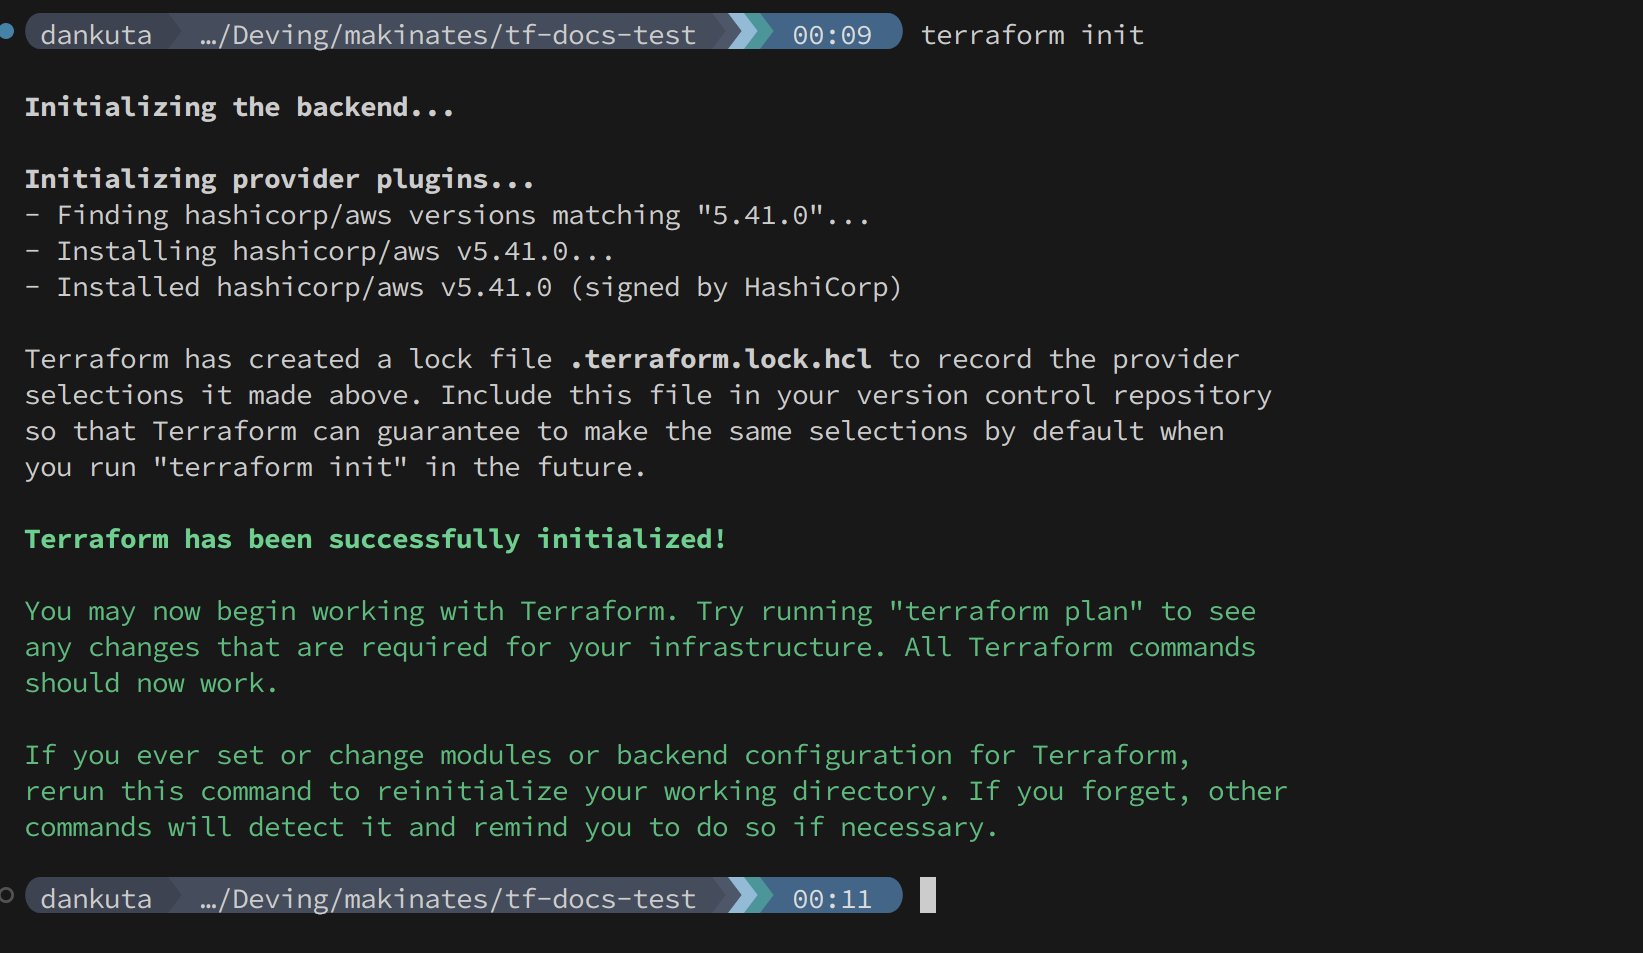 dankuta …/Deving/makinates/tf-docs-test 00:09 terraform init
Initializing the backend...
Initializing provider plugins...
- Finding hashicorp/aws versions matching "5.41.0"...
- Installing hashicorp/aws v5.41.0...
- Installed hashicorp/aws v5.41.0 (signed by HashiCorp)
Terraform has created a lock file .terraform.lock.hcl to record the provider
selections it made above. Include this file in your version control repository
so that Terraform can guarantee to make the same selections by default when
you run "terraform init" in the future.
Terraform has been successfully initialized!
You may now begin working with Terraform. Try running "terraform plan" to see
any changes that are required for your infrastructure. All Terraform commands
should now work.
If you ever set or change modules or backend configuration for Terraform,
rerun this command to reinitialize your working directory. If you forget, other
commands will detect it and remind you to do so if necessary.
dankuta …/Deving/makinates/tf-docs-test 00:11